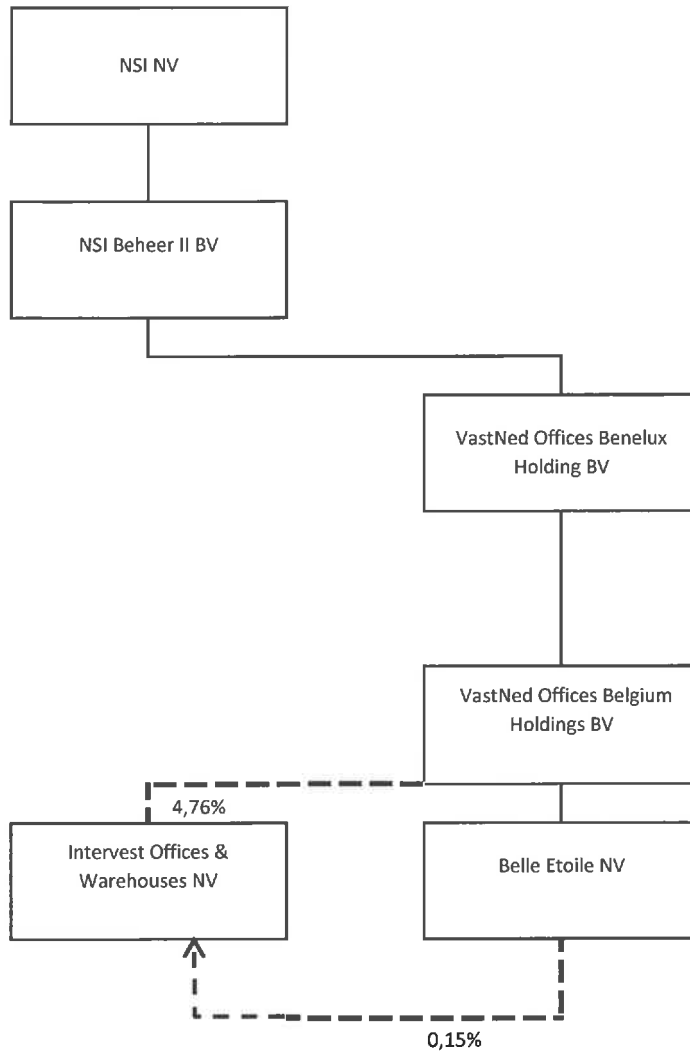 NSI NV
NSI Beheer II BV
VastNed Offices Benelux
Holding BV
VastNed Offices Belgium
Holdings BV
4,76%
Intervest Offices &
Warehouses NV
Belle Etoile NV
0,15%